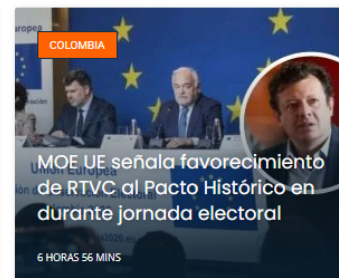 COLOMBIA
MOE UE señala favorecimiento
de RTVC al Pacto Histórico en
durante jornada electoral
6 HORAS 56 MINS